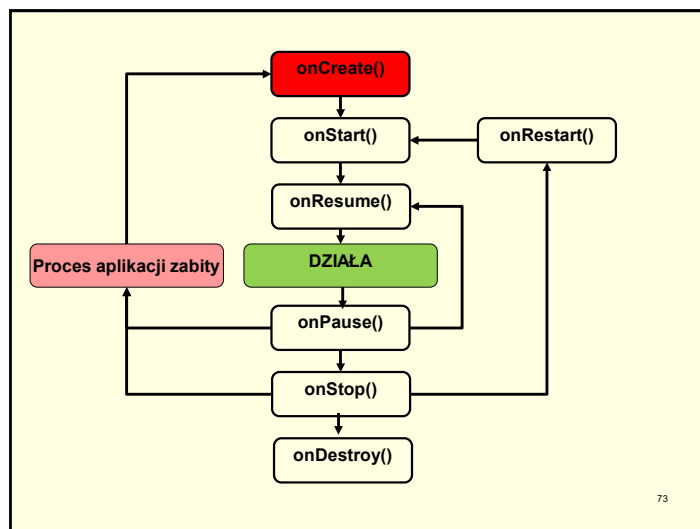 onCreate()
onStart()
onRestart()
onResume()
Proces aplikacji zabity
DZIAŁA
onPause()
onStop()
onDestroy()
73